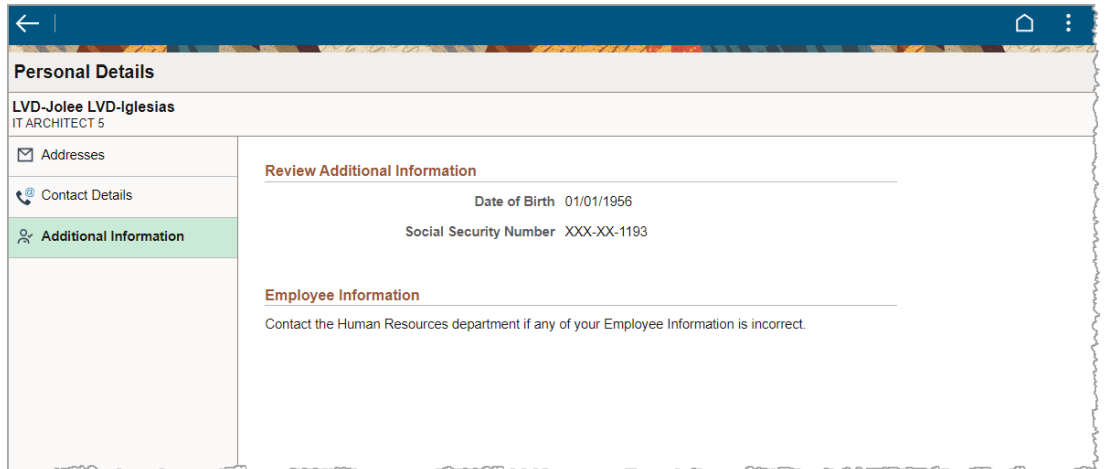 Personal Details
LVD-Jolee LVD-Iglesias
IT ARCHITECT 5
Addresses
Contact Details
Additional Information
Review Additional Information
Date of Birth 01/01/1956
Social Security Number XXX-XX-1193
Employee Information
Contact the Human Resources department if any of your Employee Information is incorrect.